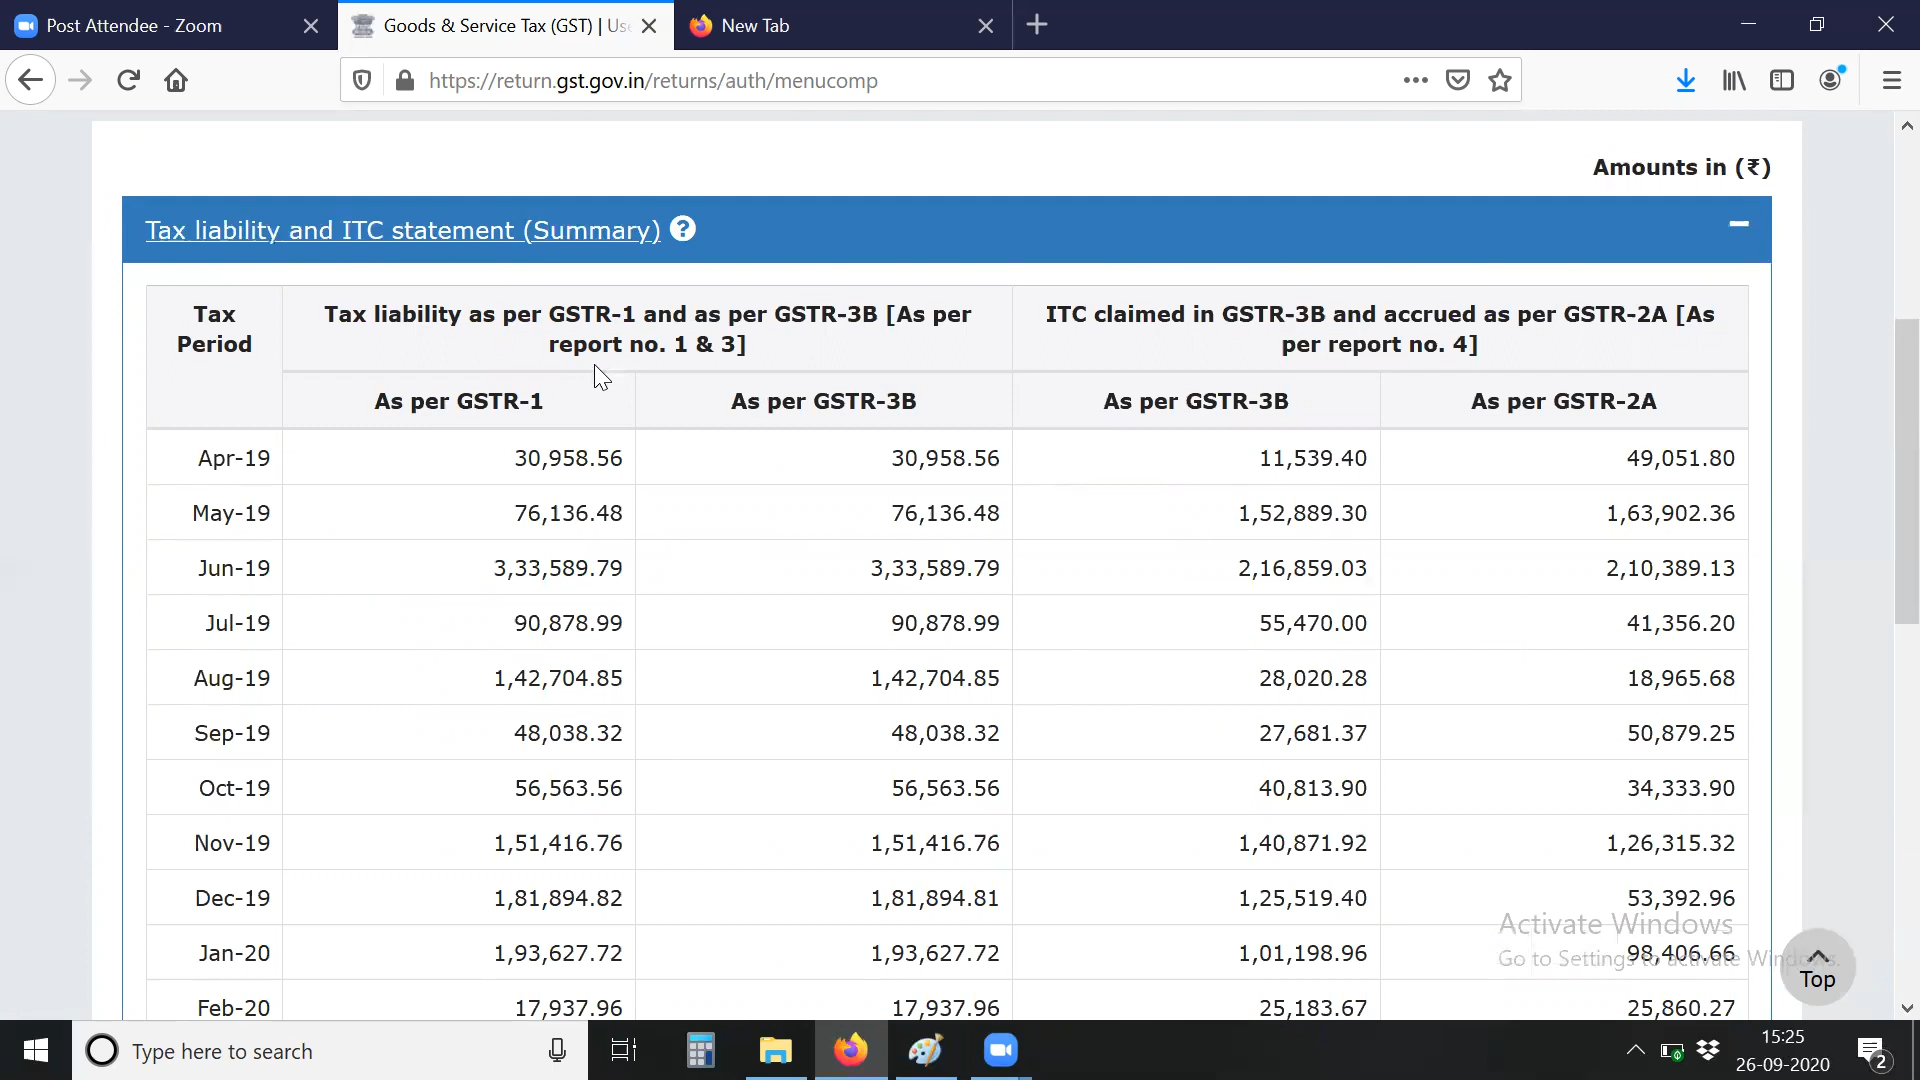 Post Attendee - Zoom
Goods & Service Tax (GST) | Use
New Tab
https://return.gst.gov.in/returns/auth/menucomp
Amounts in (₹)
Tax liability and ITC statement (Summary) ?
Tax Period
Tax liability as per GSTR-1 and as per GSTR-3B [As per
report no. 1 & 3]
ITC claimed in GSTR-3B and accrued as per GSTR-2A [As
per report no. 4]
As per GSTR-1 As per GSTR-3B As per GSTR-3B As per GSTR-2A
Apr-19 30,958.56 30,958.56 11,539.40 49,051.80
May-19 76,136.48 76,136.48 1,52,889.30 1,63,902.36
Jun-19 3,33,589.79 3,33,589.79 2,16,859.03 2,10,389.13
Jul-19 90,878.99 90,878.99 55,470.00 41,356.20
Aug-19 1,42,704.85 1,42,704.85 28,020.28 18,965.68
Sep-19 48,038.32 48,038.32 27,681.37 50,879.25
Oct-19 56,563.56 56,563.56 40,813.90 34,333.90
Nov-19 1,51,416.76 1,51,416.76 1,40,871.92 1,26,315.32
Dec-19 1,81,894.82 1,81,894.81 1,25,519.40 53,392.96
Activate Windows
Jan-20 1,93,627.72 1,93,627.72 1,01,198.96 98,406.66
Go to Settings to activate Windows.
Top
Feb-20 17,937.96 17,937.96 25,183.67 25,860.27
Type here to search
15:25
26-09-2020
2